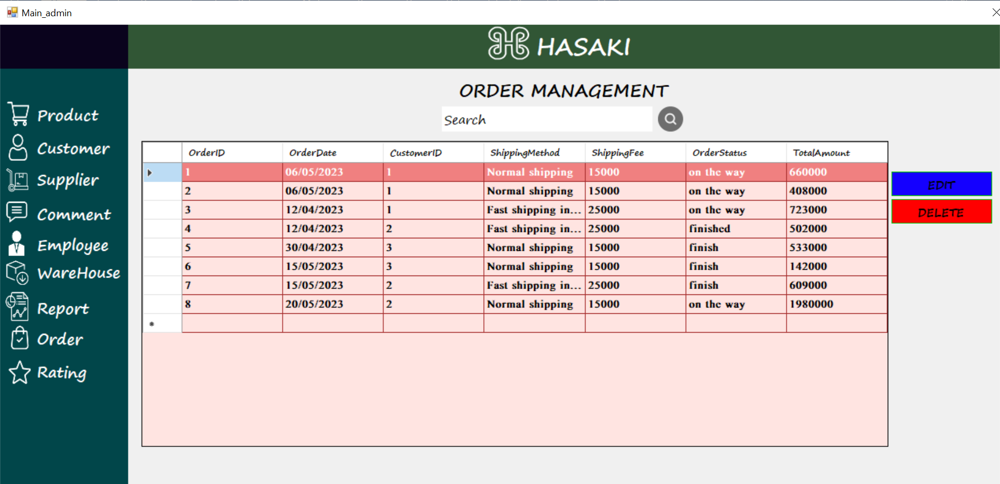 Main_admin
HASAKI
ORDER MANAGEMENT
Search
Product
Customer
Supplier
Comment
Employee
WareHouse
Report
Order
Rating
OrderID OrderDate CustomerID ShippingMethod ShippingFee OrderStatus TotalAmount
1 06/05/2023 1 Normal shipping 15000 on the way 660000
2 06/05/2023 1 Normal shipping 15000 on the way 408000
3 12/04/2023 1 Fast shipping in... 25000 on the way 723000
4 12/04/2023 2 Fast shipping in... 25000 finished 502000
5 30/04/2023 3 Normal shipping 15000 finish 533000
6 15/05/2023 3 Normal shipping 15000 finish 142000
7 15/05/2023 2 Fast shipping in... 25000 finish 609000
8 20/05/2023 2 Normal shipping 15000 on the way 1980000
EDIT
DELETE